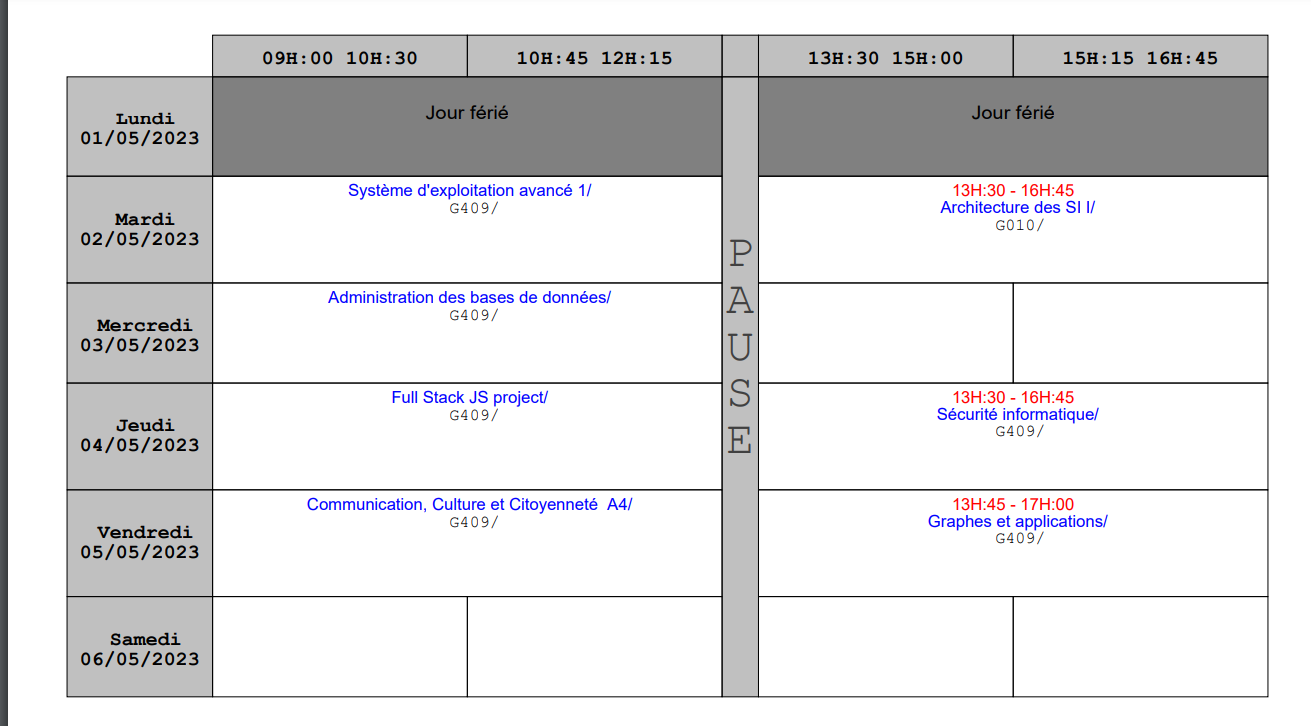 09H:00 10H:30
10H:45 12H:15
13H:30 15H:00
15H:15 16H:45
Lundi
01/05/2023
Jour férié
Jour férié
Mardi
02/05/2023
Système d'exploitation avancé 1/
G409/
13H:30 - 16H:45
Architecture des SI I/
G010/
Mercredi
03/05/2023
Administration des bases de données/
G409/
Jeudi
04/05/2023
Full Stack JS project/
G409/
13H:30 - 16H:45
Sécurité informatique/
G409/
Vendredi
05/05/2023
Communication, Culture et Citoyenneté  A4/
G409/
13H:45 - 17H:00
Graphes et applications/
G409/
Samedi
06/05/2023
P
A
U
S
E